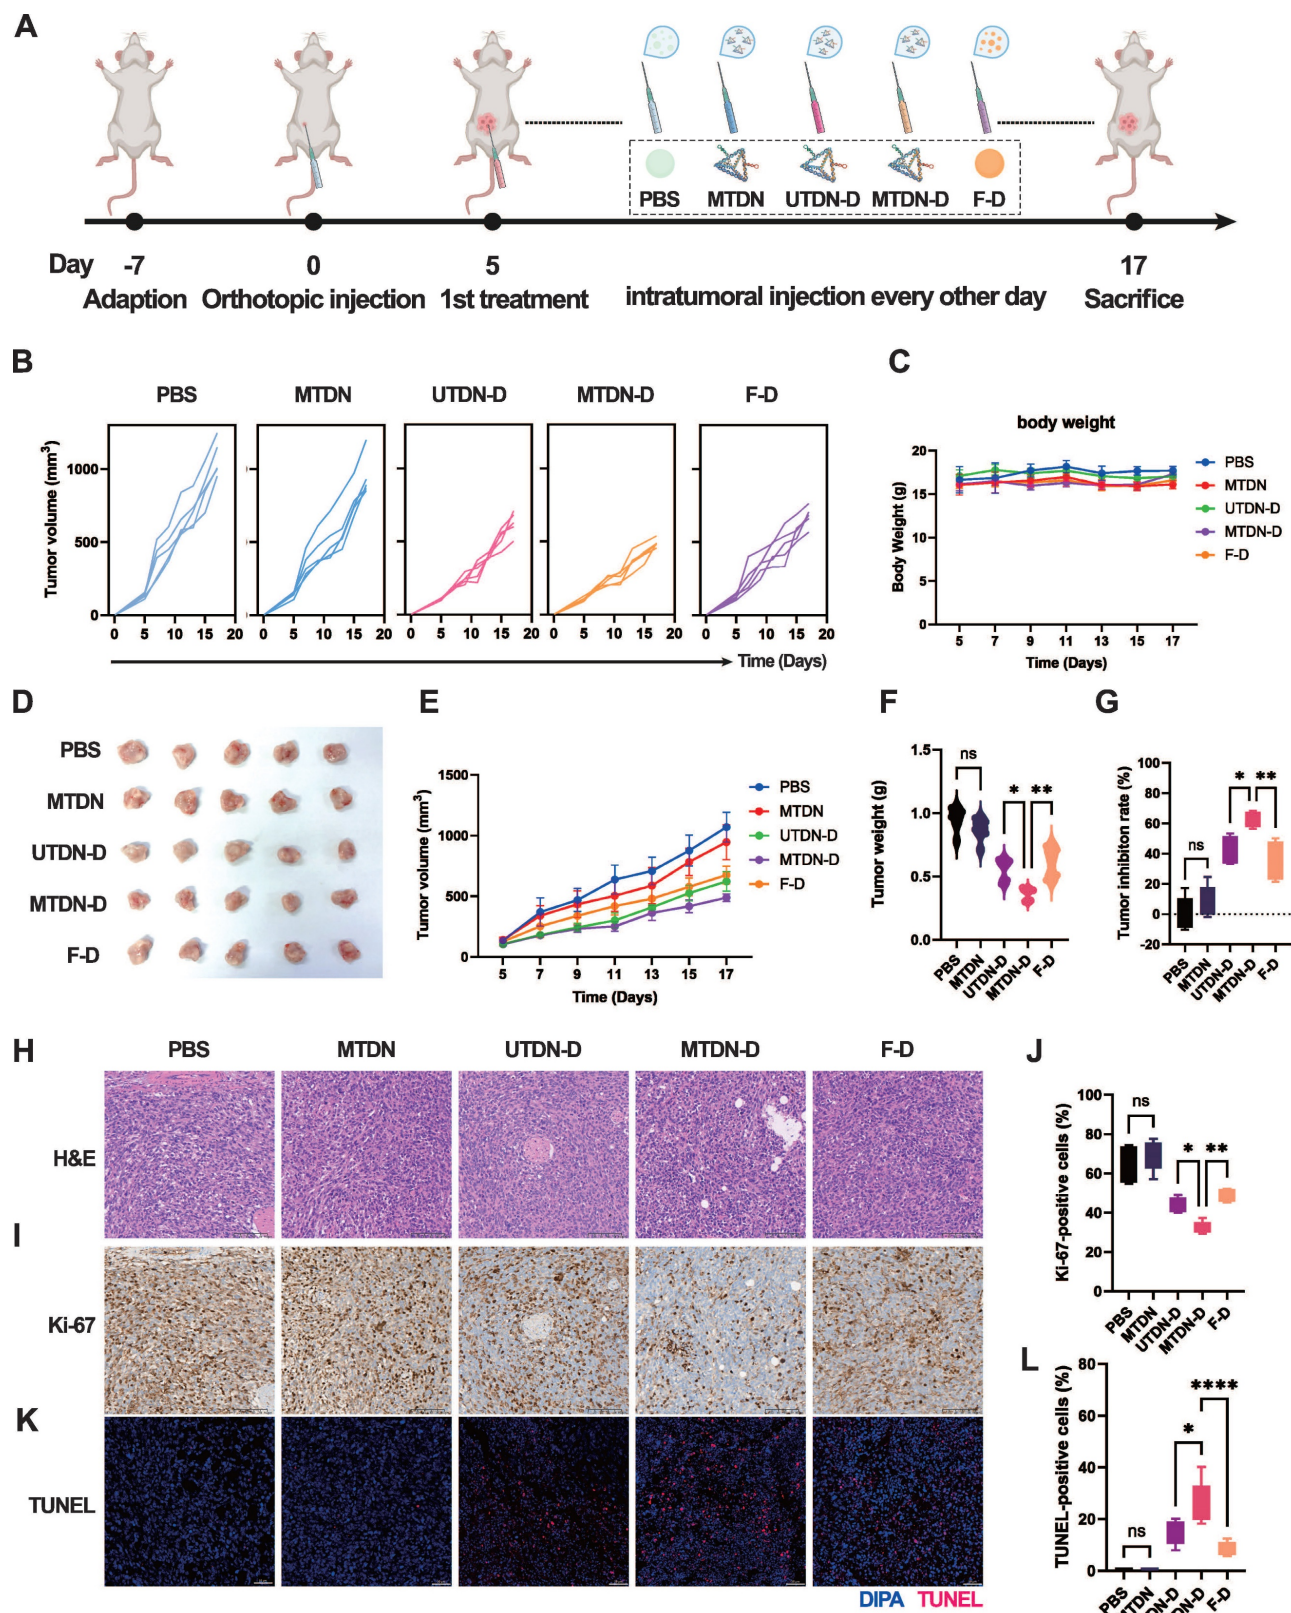 A
PBS MTDN UTDN-D MTDN-D F-D
Day -7 0 5 17
Adaption Orthotopic injection 1st treatment intratumoral injection every other day Sacrifice
B
PBS MTDN UTDN-D MTDN-D F-D
Tumor volume (mm3)
1000
500
0
0 5 10 15 20 0 5 10 15 20 0 5 10 15 20 0 5 10 15 20 0 5 10 15 20
Time (Days)
C
body weight
Body Weight (g)
20
15
10
5
0
5 7 9 11 13 15 17
Time (Days)
PBS
MTDN
UTDN-D
MTDN-D
F-D
D
PBS
MTDN
UTDN-D
MTDN-D
F-D
E
Tumor volume (mm3)
1500
1000
500
0
5 7 9 11 13 15 17
Time (Days)
PBS
MTDN
UTDN-D
MTDN-D
F-D
F
Tumor weight (g)
1.5
1.0
0.5
0.0
ns * **
PBS MTDN UTDN-D MTDN-D F-D
G
Tumor inhibiton rate (%)
100
80
60
40
20
0
-20
ns * **
PBS MTDN UTDN-D MTDN-D F-D
H
PBS MTDN UTDN-D MTDN-D F-D
H&E
I
Ki-67
J
Ki-67-positive cells (%)
100
80
60
40
20
0
ns * **
PBS MTDN UTDN-D MTDN-D F-D
K
TUNEL
DIPA TUNEL
L
TUNEL-positive cells (%)
80
60
40
20
0
ns * ****
PBS MTDN TDN-D TDN-D F-D